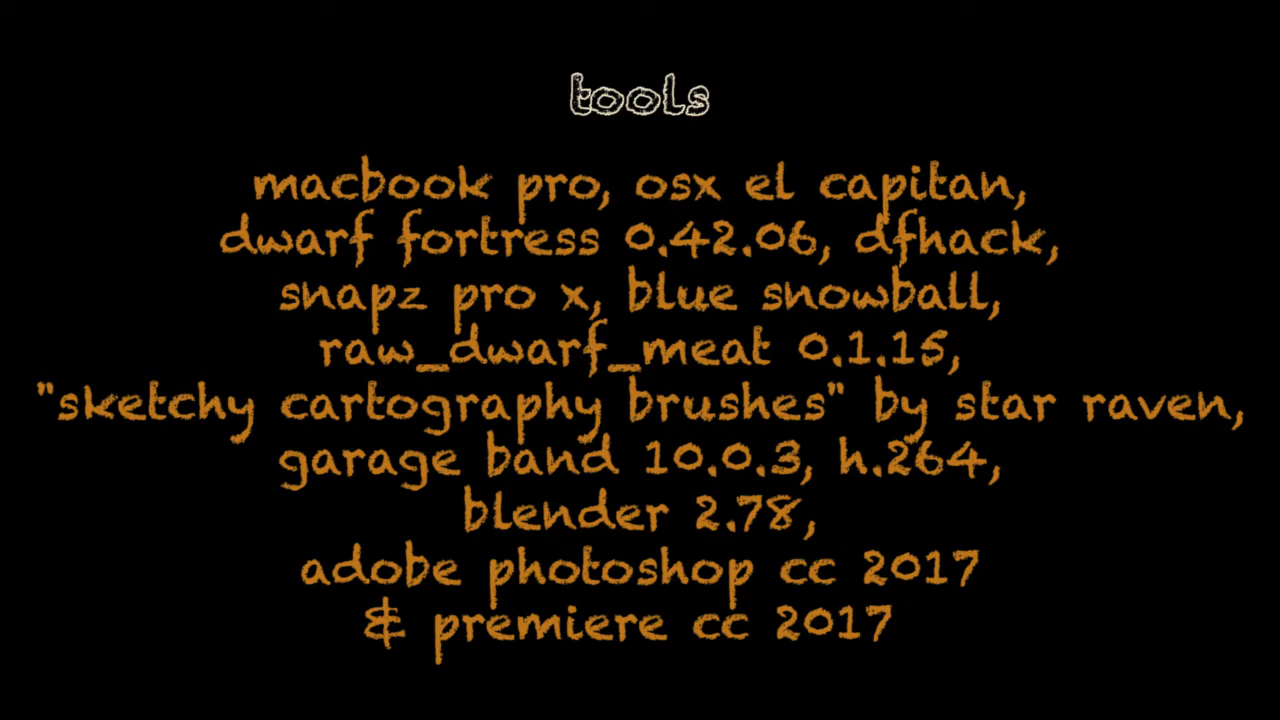 tools
macbook pro, osx el capitan,
dwarf fortress 0.42.06, dfhack,
snapz pro x, blue snowball,
raw_dwarf_meat 0.1.15,
"sketchy cartography brushes" by star raven,
garage band 10.0.3, h.264,
blender 2.78,
adobe photoshop cc 2017
& premiere cc 2017